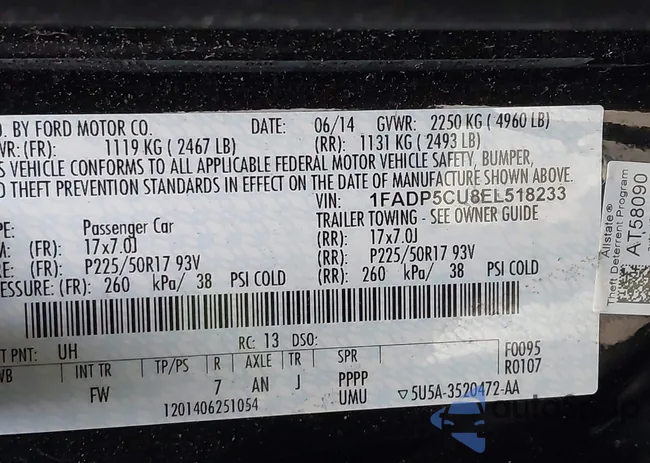 D. BY FORD MOTOR CO. DATE: 06/14 GVWR: 2250 KG ( 4960 LB)
WR: (FR): 1119 KG ( 2467 LB) (RR): 1131 KG ( 2493 LB)
S VEHICLE CONFORMS TO ALL APPLICABLE FEDERAL MOTOR VEHICLE SAFETY, BUMPER,
D THEFT PREVENTION STANDARDS IN EFFECT ON THE DATE OF MANUFACTURE SHOWN ABOVE.
VIN: 1FADP5CU8EL518233
PE: Passenger Car TRAILER TOWING - SEE OWNER GUIDE
M: (FR): 17x7.0J (RR): 17x7.0J
(FR): P225/50R17 93V (RR): P225/50R17 93V
ESSURE: (FR): 260 kPa/ 38 PSI COLD (RR): 260 kPa/ 38 PSI COLD
T PNT: UH RC: 13 DSO:
WB INT TR TP/PS R AXLE TR SPR F0095
FW 7 AN J PPPP R0107
1201406251054 UMU 5U5A-3520472-AA
Allstate®
Theft Deterrent Program
AT58090